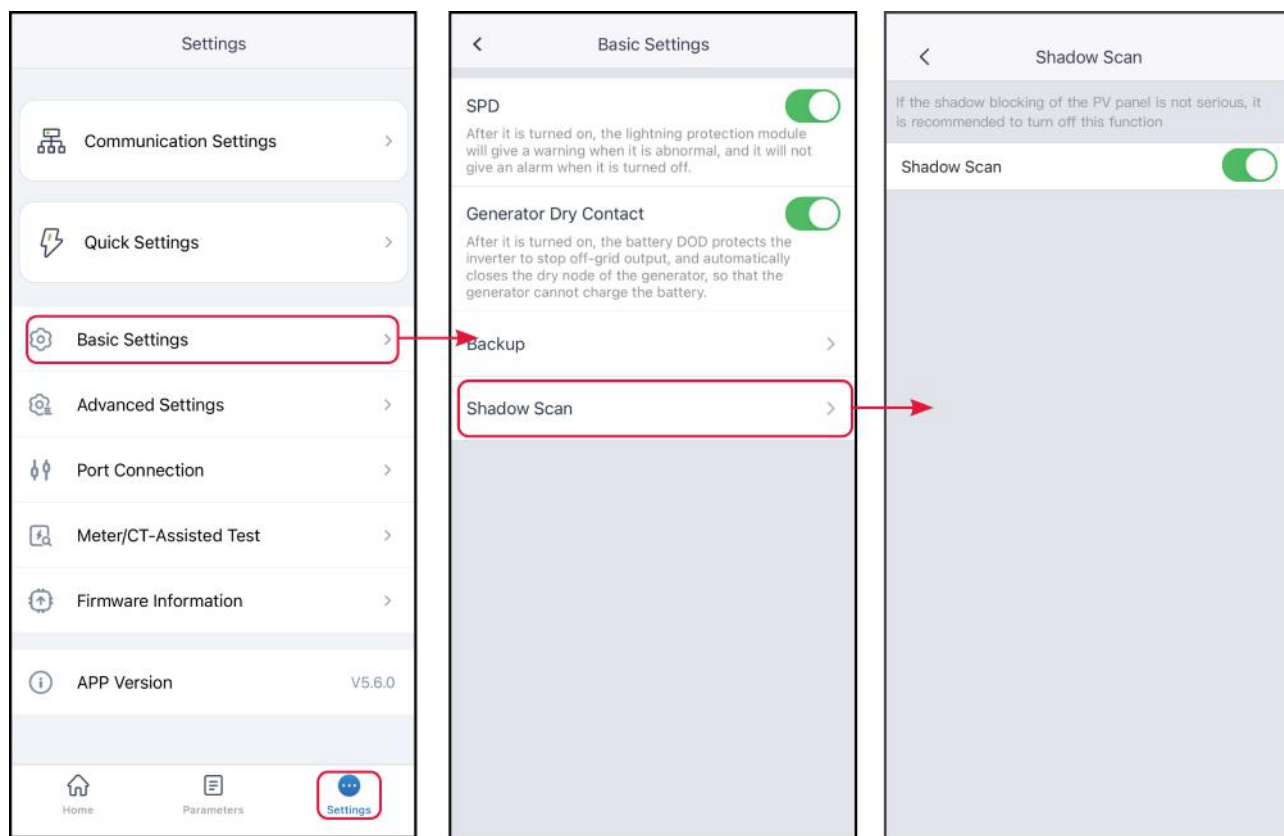 Settings
Communication Settings
Quick Settings
Basic Settings
Advanced Settings
Port Connection
Meter/CT-Assisted Test
Firmware Information
APP Version V5.6.0
Home Parameters Settings
Basic Settings
SPD
After it is turned on, the lightning protection module
will give a warning when it is abnormal, and it will not
give an alarm when it is turned off.
Generator Dry Contact
After it is turned on, the battery DOD protects the
inverter to stop off-grid output, and automatically
closes the dry node of the generator, so that the
generator cannot charge the battery.
Backup
Shadow Scan
Shadow Scan
If the shadow blocking of the PV panel is not serious, it
is recommended to turn off this function
Shadow Scan